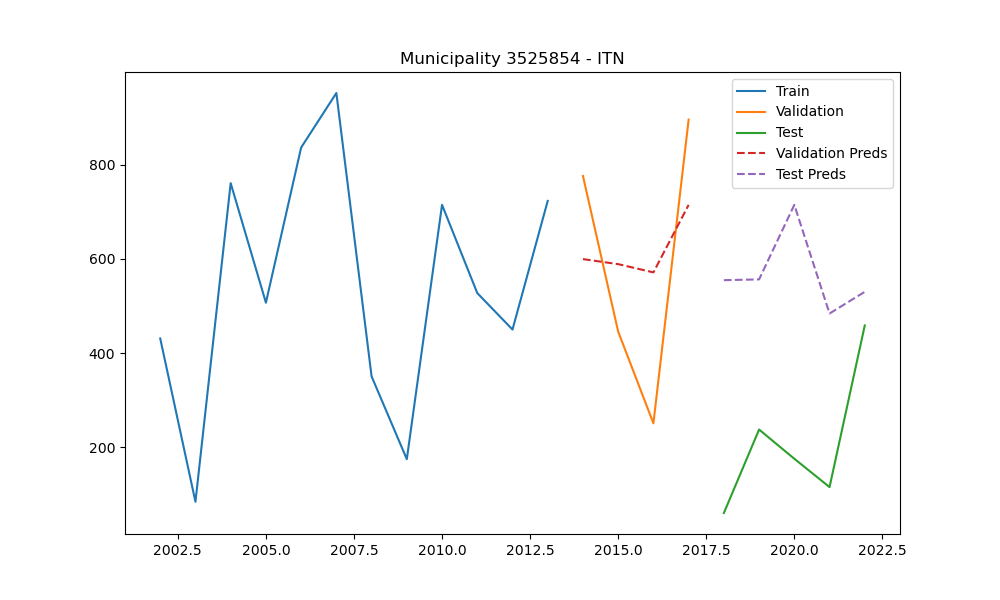 Municipality 3525854 - ITN
Train
Validation
Test
Validation Preds
Test Preds
800
600
400
200
2002.5 2005.0 2007.5 2010.0 2012.5 2015.0 2017.5 2020.0 2022.5